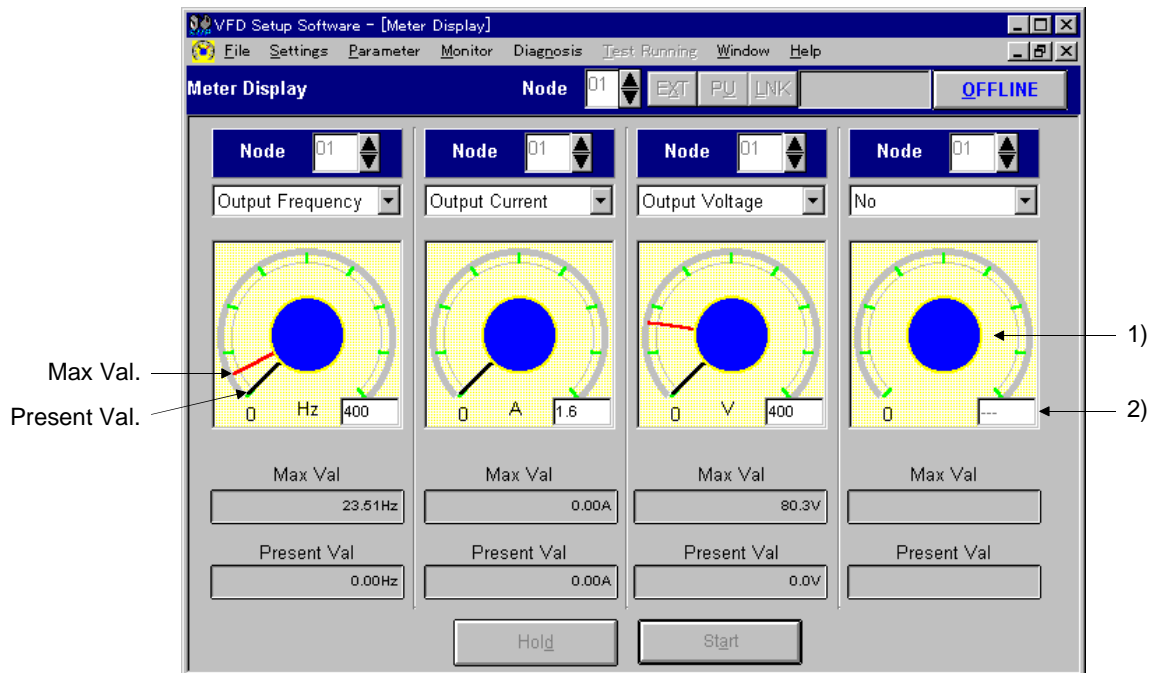 VFD Setup Software - [Meter Display]
File Settings Parameter Monitor Diagnosis Test Running Window Help
Meter Display Node 01 EXT PU LNK OFFLINE
Node 01 Node 01 Node 01 Node 01
Output Frequency Output Current Output Voltage No
1)
Max Val.
Present Val.
0 Hz 400 0 A 1.6 0 V 400 0 ---
2)
Max Val Max Val Max Val Max Val
23.51Hz 0.00A 80.3V
Present Val Present Val Present Val Present Val
0.00Hz 0.00A 0.0V
Hold Start